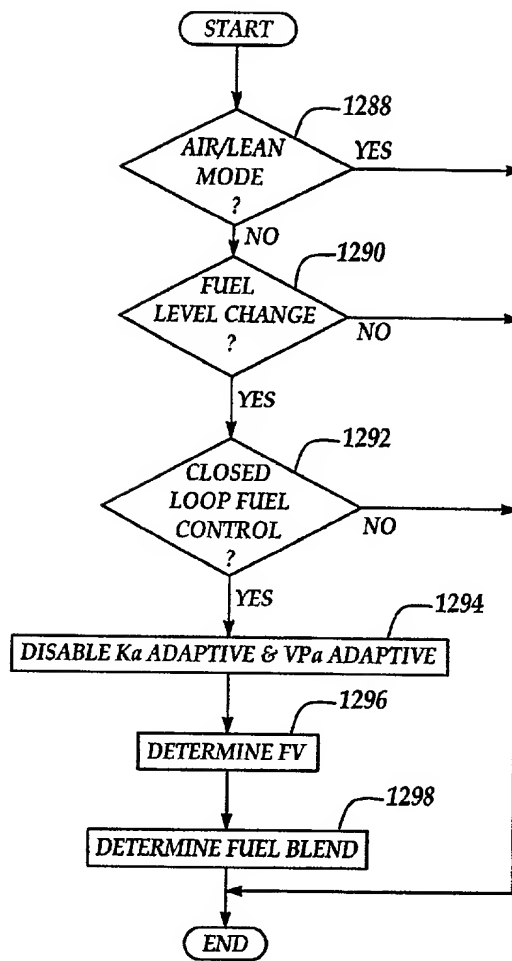 START
1288
AIR/LEAN
MODE
?
YES
NO
1290
FUEL
LEVEL CHANGE
?
NO
YES
1292
CLOSED
LOOP FUEL
CONTROL
?
NO
YES
1294
DISABLE Ka ADAPTIVE & VPa ADAPTIVE
1296
DETERMINE FV
1298
DETERMINE FUEL BLEND
END